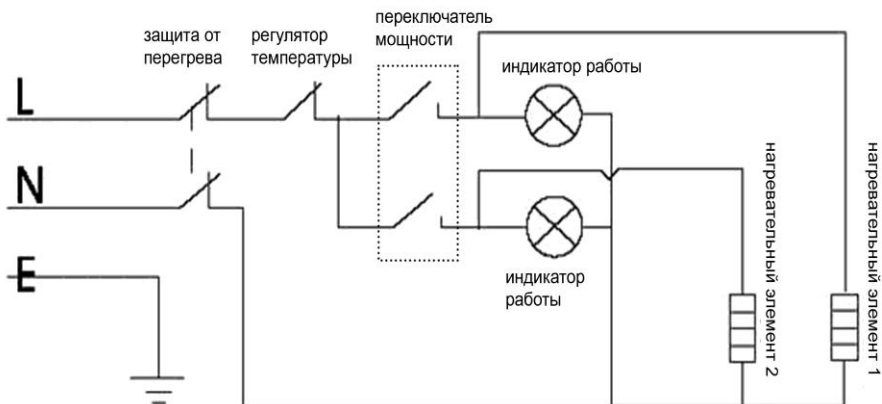 защита от
перегрева
регулятор
температуры
переключатель
мощности
индикатор работы
L
N
E
индикатор
работы
нагревательный элемент 2
нагревательный элемент 1